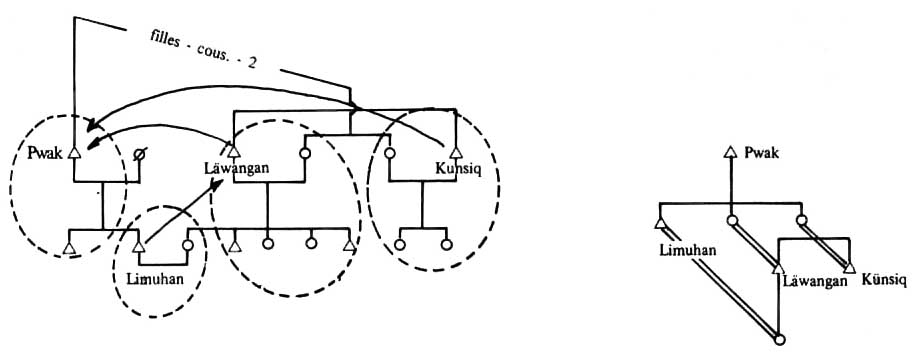 filles - cous. - 2
Pwak
Läwangan
Kunsiq
Limuhan
Pwak
Limuhan
Läwangan
Künsiq